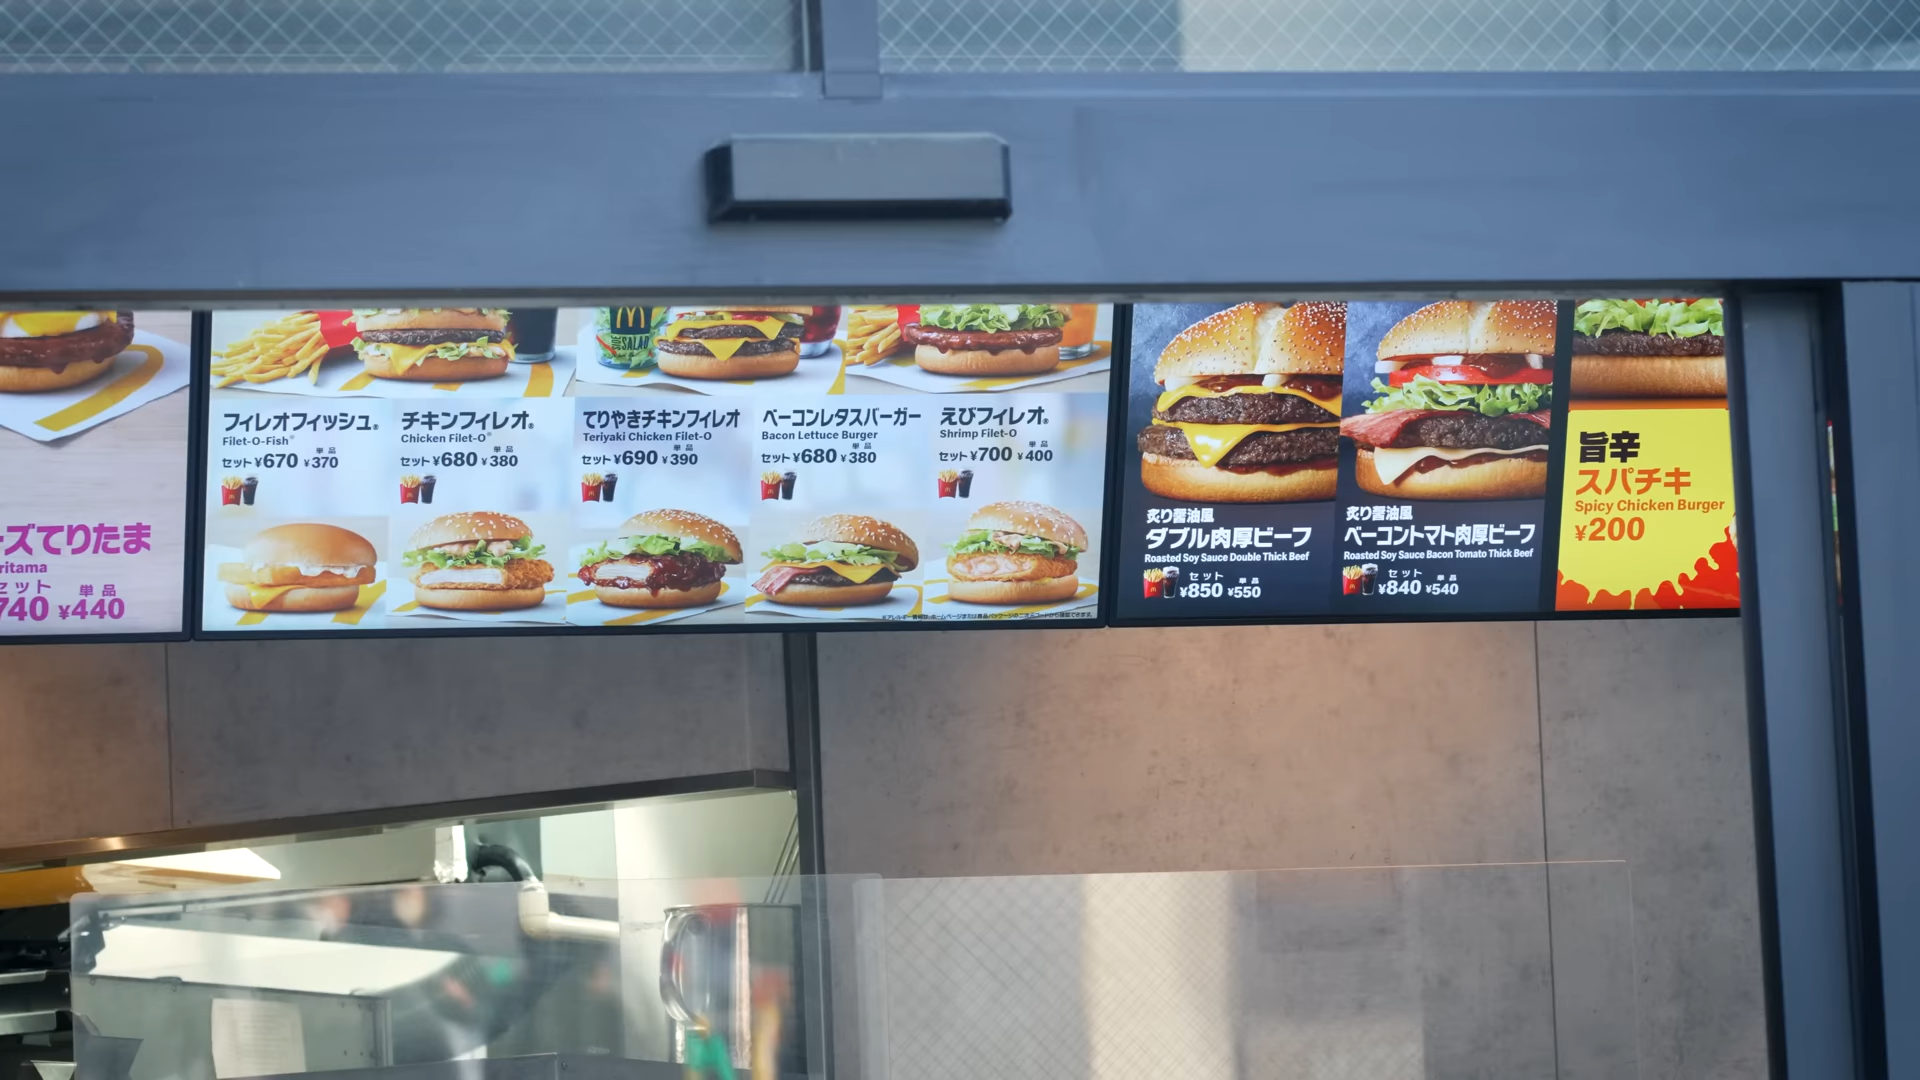 ーズてりたま
ritama
セット 単品
740 ¥440
SALAD
フィレオフィッシュ®
Filet-O-Fish®
単品
セット¥670 ¥370
チキンフィレオ®
Chicken Filet-O®
単品
セット¥680 ¥380
てりやきチキンフィレオ
Teriyaki Chicken Filet-O
単品
セット¥690 ¥390
ベーコンレタスバーガー
Bacon Lettuce Burger
単品
セット¥680 ¥380
えびフィレオ®
Shrimp Filet-O
単品
セット¥700 ¥400
炙り醤油風
ダブル肉厚ビーフ
Roasted Soy Sauce Double Thick Beef
セット 単品
¥850 ¥550
炙り醤油風
ベーコントマト肉厚ビーフ
Roasted Soy Sauce Bacon Tomato Thick Beef
セット 単品
¥840 ¥540
旨辛
スパチキ
Spicy Chicken Burger
¥200